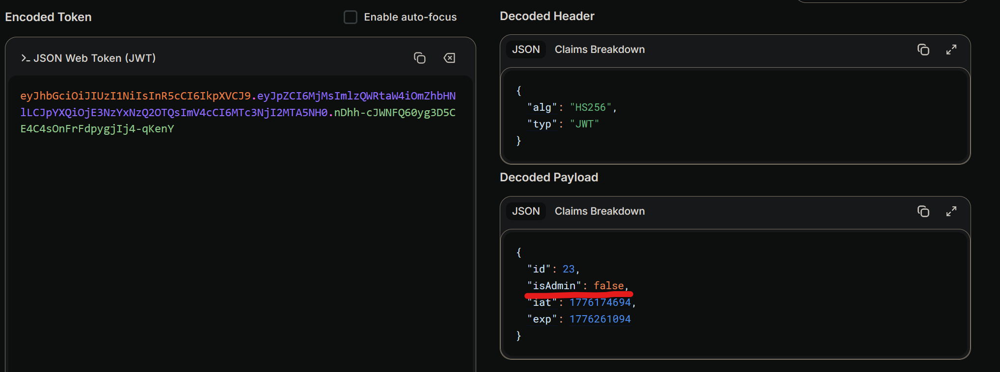 Encoded Token
Enable auto-focus
JSON Web Token (JWT)
eyJhbGciOiJIUzI1NiIsInR5cCI6IkpXVCJ9.eyJpZCI6MjMsImlzQWRtaW4iOmZhbHN
lLCJpYXQiOjE3NzYxNzQ2OTQsImV4cCI6MTc3NjI2MTA5NH0.nDhh-cJWNFQ60yg3D5C
E4C4sOnFrFdpygjIj4-qKenY
Decoded Header
JSON Claims Breakdown
{
"alg": "HS256",
"typ": "JWT"
}
Decoded Payload
JSON Claims Breakdown
{
"id": 23,
"isAdmin": false,
"iat": 1776174694,
"exp": 1776261094
}